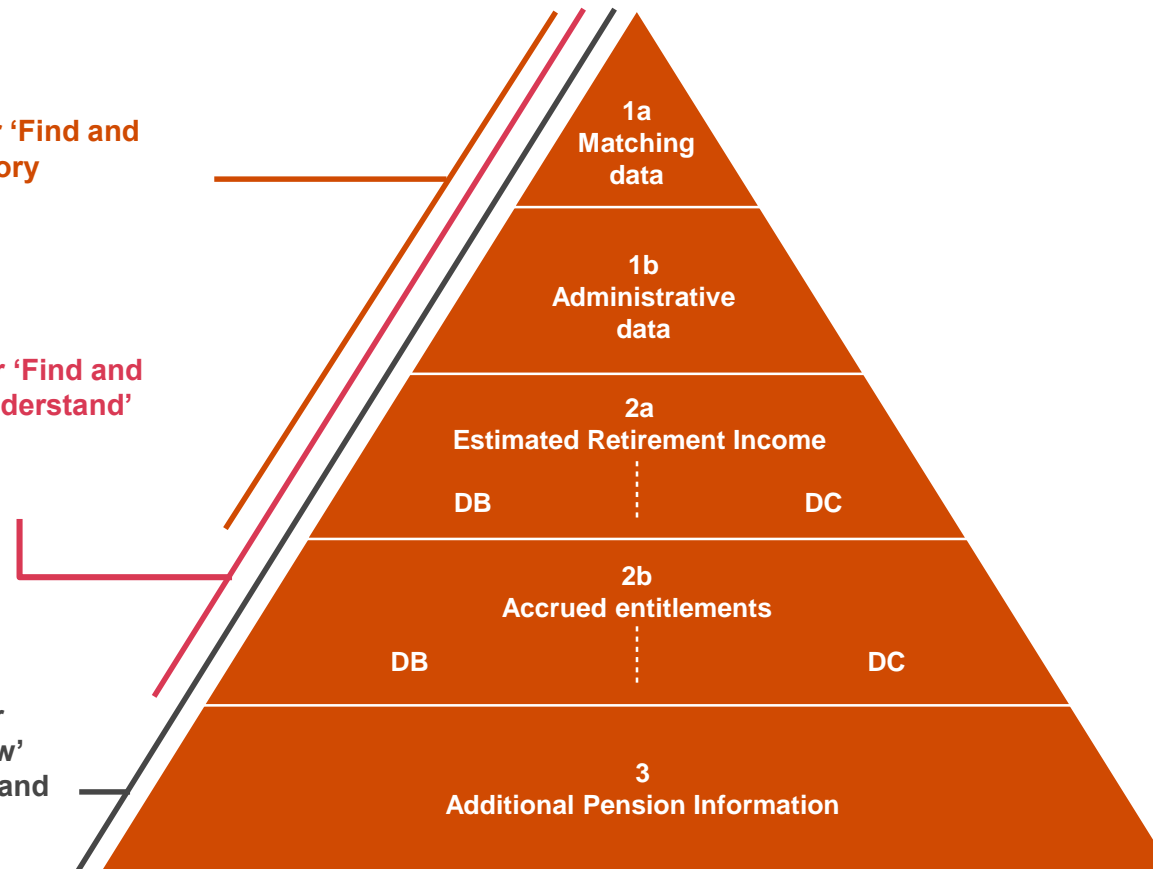 r ‘Find and
ory
r ‘Find and
derstand’
r
w’
and
1a
Matching
data
1b
Administrative
data
2a
Estimated Retirement Income
DB
DC
2b
Accrued entitlements
DB
DC
3
Additional Pension Information